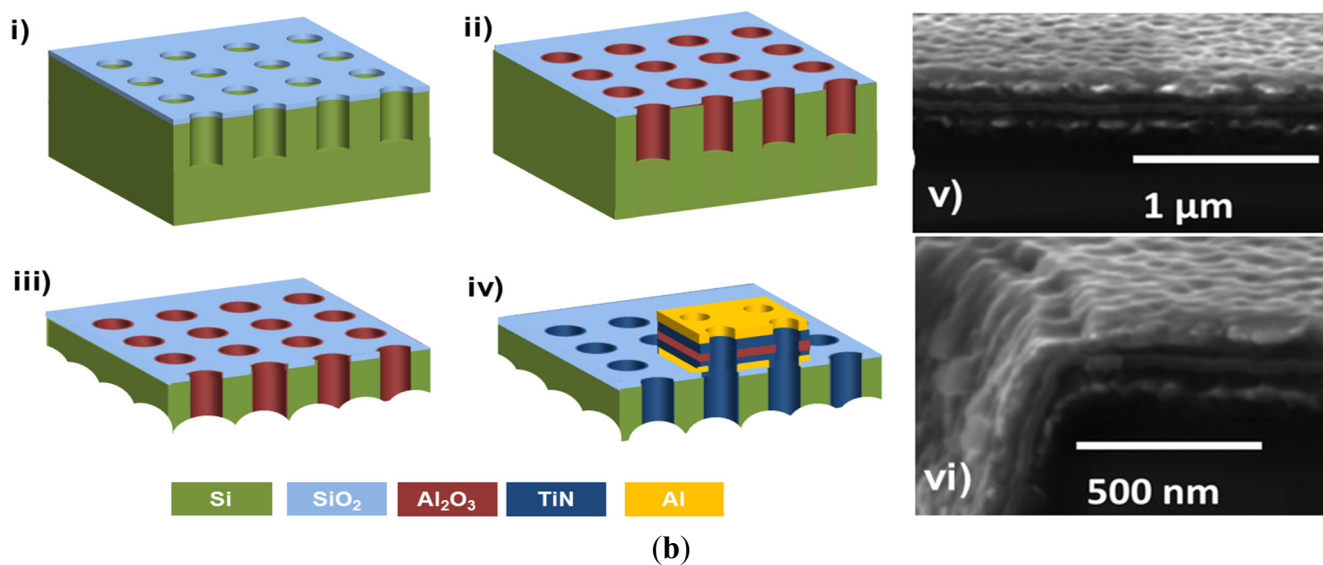 i)
ii)
iii)
iv)
v)
1 µm
vi)
500 nm
Si
SiO₂
Al₂O₃
TiN
Al
(b)